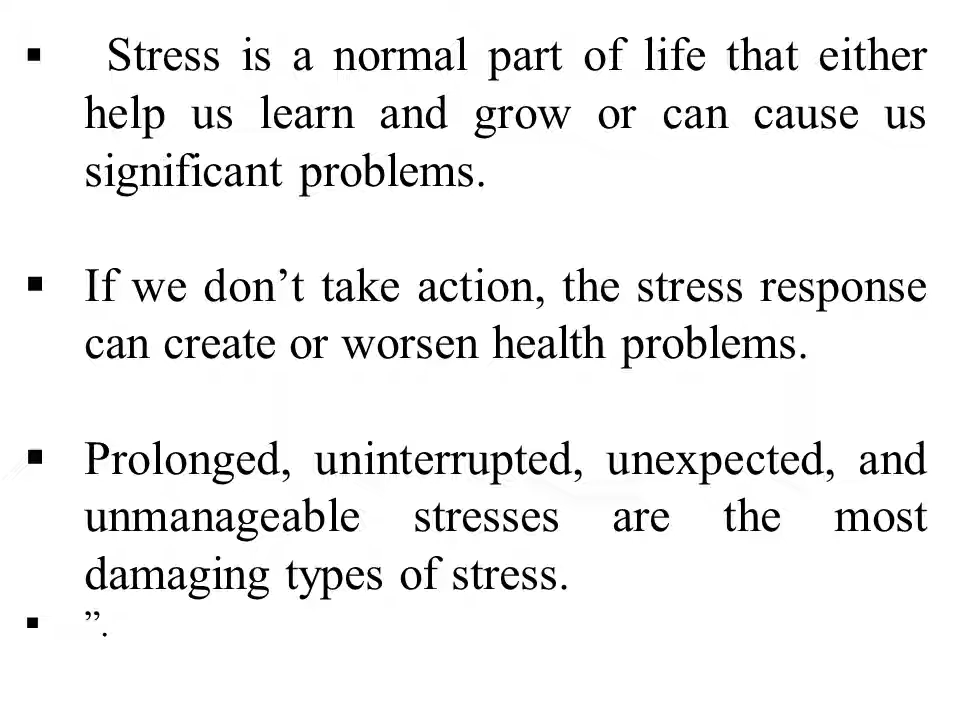 ▪ Stress is a normal part of life that either
help us learn and grow or can cause us
significant problems.
▪ If we don’t take action, the stress response
can create or worsen health problems.
▪ Prolonged, uninterrupted, unexpected, and
unmanageable stresses are the most
damaging types of stress.
▪ ”.